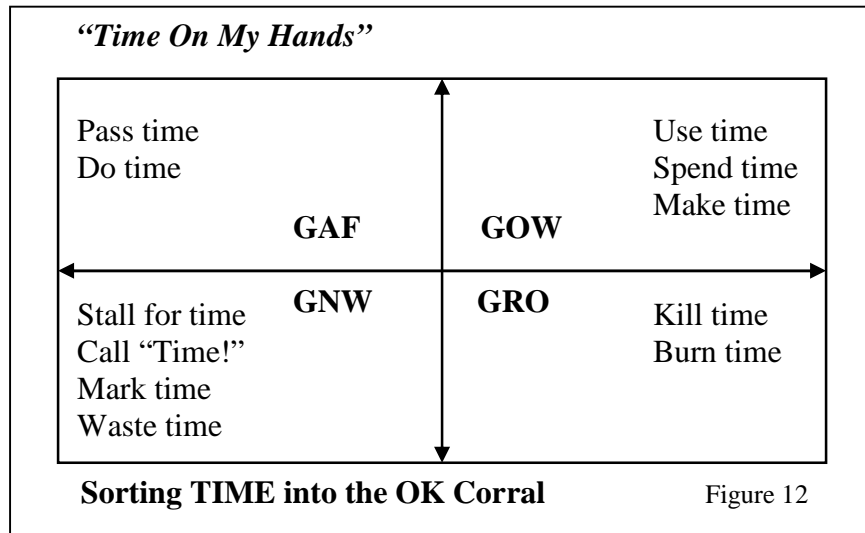 “Time On My Hands”
Pass time
Do time
GAF
Use time
Spend time
Make time
GOW
GNW
Stall for time
Call “Time!”
Mark time
Waste time
GRO
Kill time
Burn time
Sorting TIME into the OK Corral
Figure 12